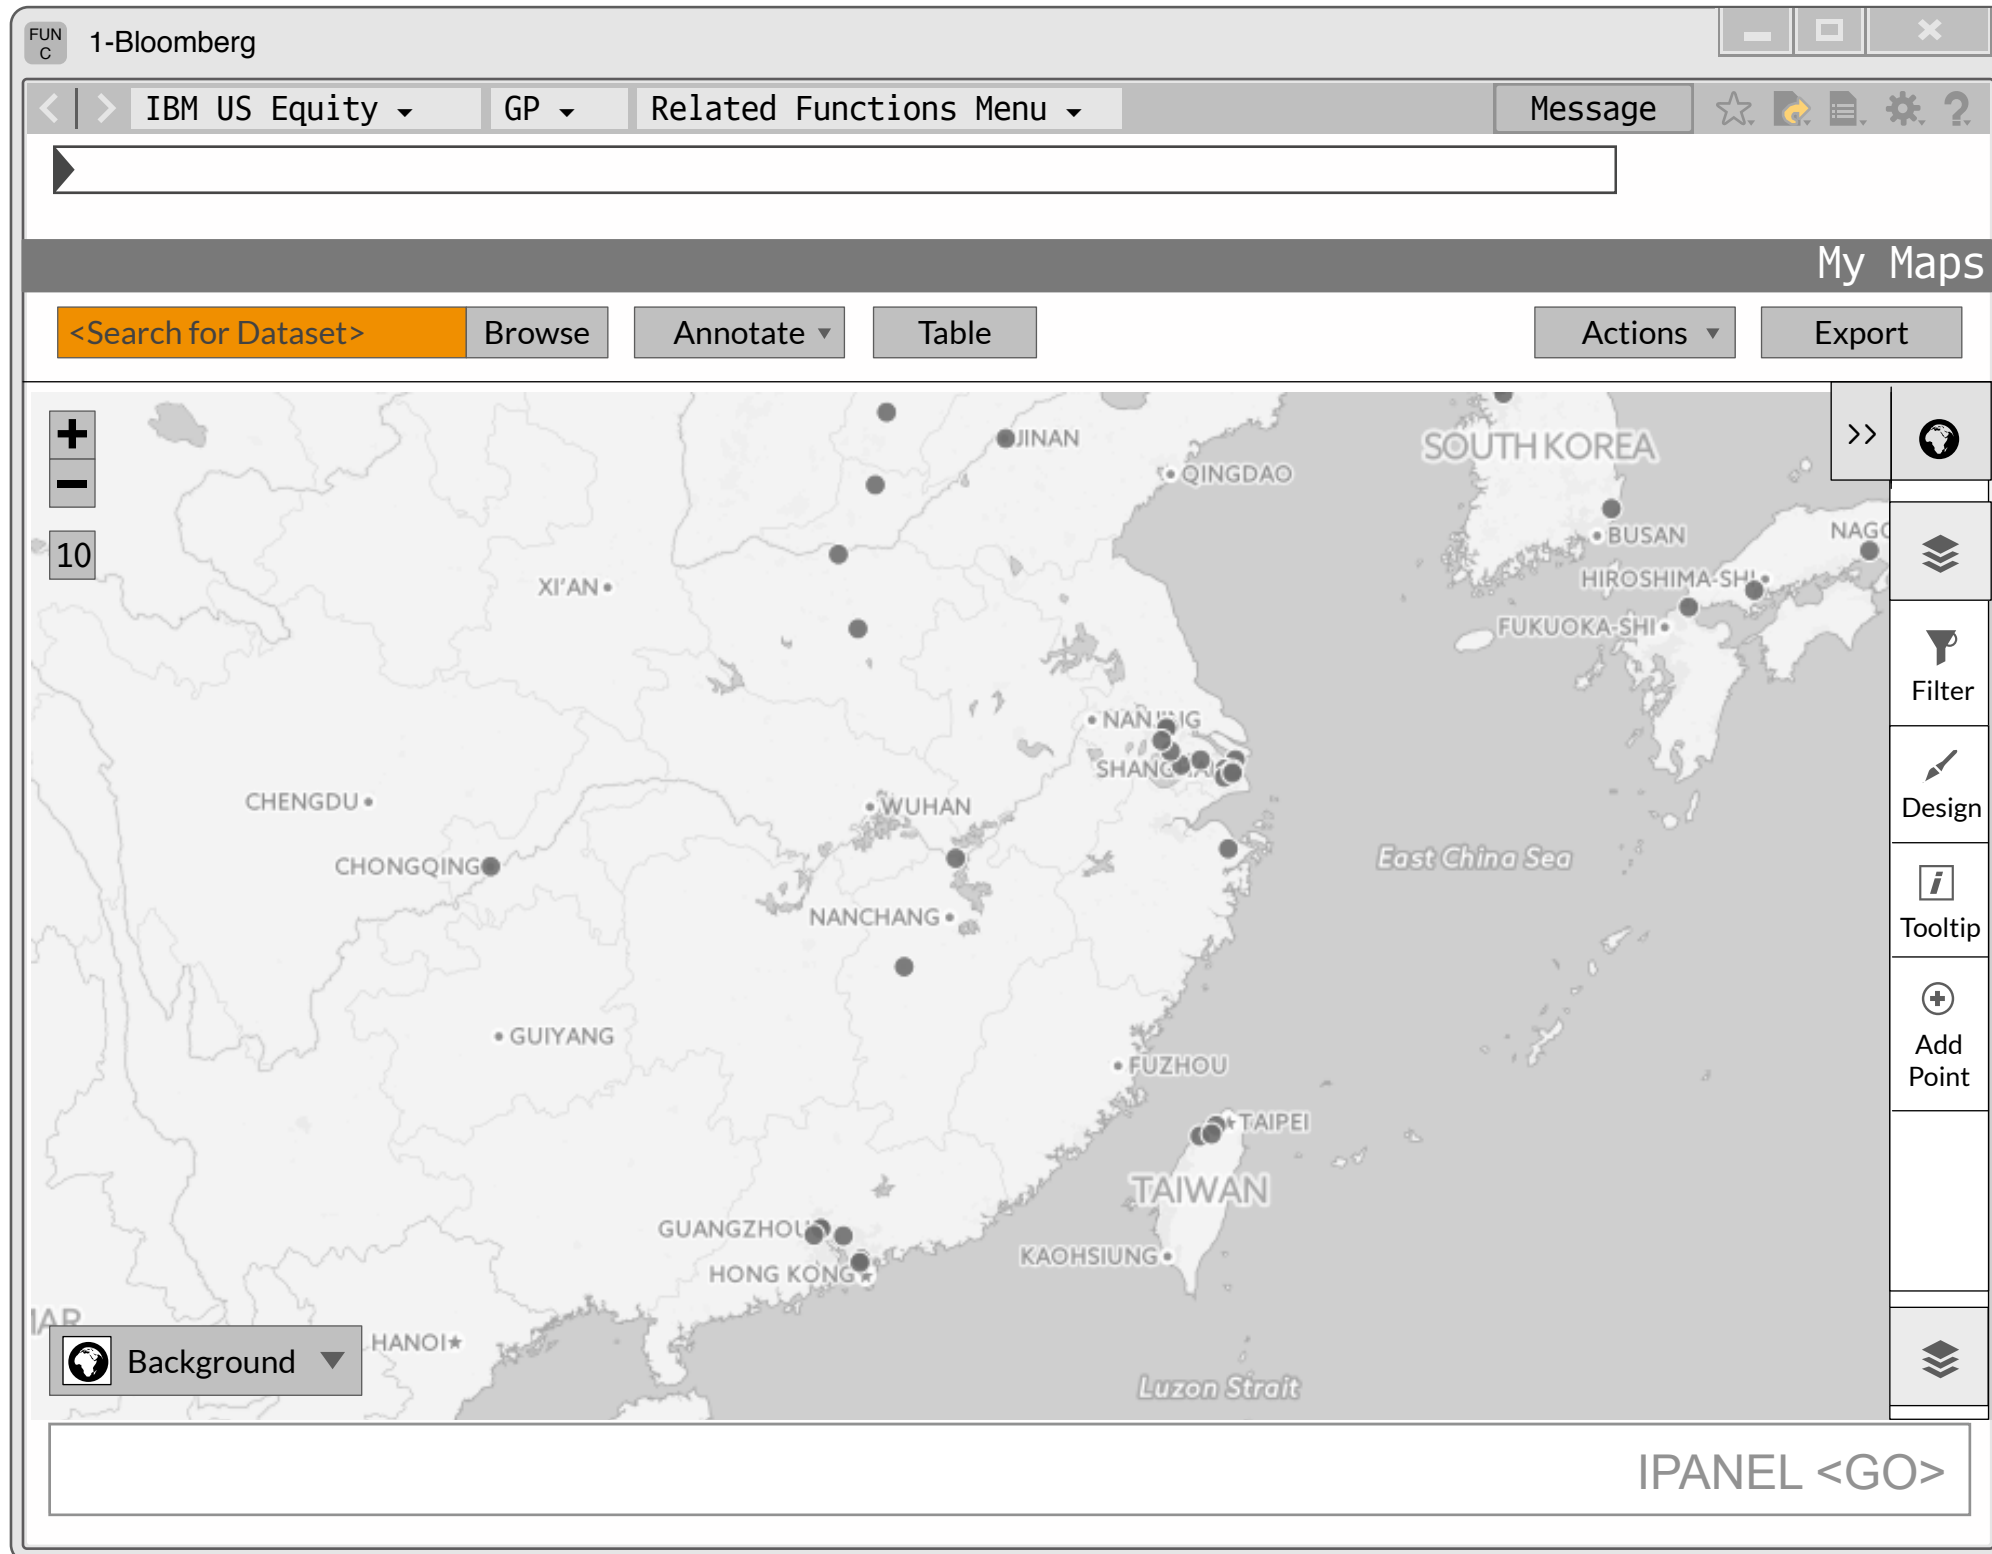 FUN
C
1-Bloomberg
IBM US Equity
GP
Related Functions Menu
Message
?
My Maps
<Search for Dataset>
Browse
Annotate
Table
Actions
Export
+
-
10
>>
JINAN
QINGDAO
SOUTH KOREA
BUSAN
NAGO
XI'AN
HIROSHIMA-SHI
FUKUOKA-SHI
Filter
NANJING
SHANGHAI
Design
CHENGDU
WUHAN
CHONGQING
East China Sea
NANCHANG
i
Tooltip
GUIYANG
Add
Point
FUZHOU
TAIPEI
TAIWAN
GUANGZHOU
HONG KONG
KAOHSIUNG
HANOI
Background
Luzon Strait
IPANEL <GO>